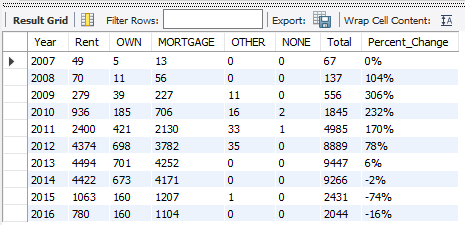 Result Grid Filter Rows: Export: Wrap Cell Content: IA
Year Rent OWN MORTGAGE OTHER NONE Total Percent_Change
2007 49 5 13 0 0 67 0%
2008 70 11 56 0 0 137 104%
2009 279 39 227 11 0 556 306%
2010 936 185 706 16 2 1845 232%
2011 2400 421 2130 33 1 4985 170%
2012 4374 698 3782 35 0 8889 78%
2013 4494 701 4252 0 0 9447 6%
2014 4422 673 4171 0 0 9266 -2%
2015 1063 160 1207 1 0 2431 -74%
2016 780 160 1104 0 0 2044 -16%